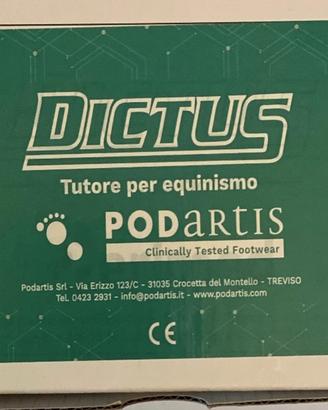 DICTUS
Tutore per equinismo
PODARTIS
Clinically Tested Footwear
Podartis Srl - Via Erizzo 123/C - 31035 Crocetta del Montello - TREVISO
Tel. 0423 2931 - info@podartis.it - www.podartis.com
CE